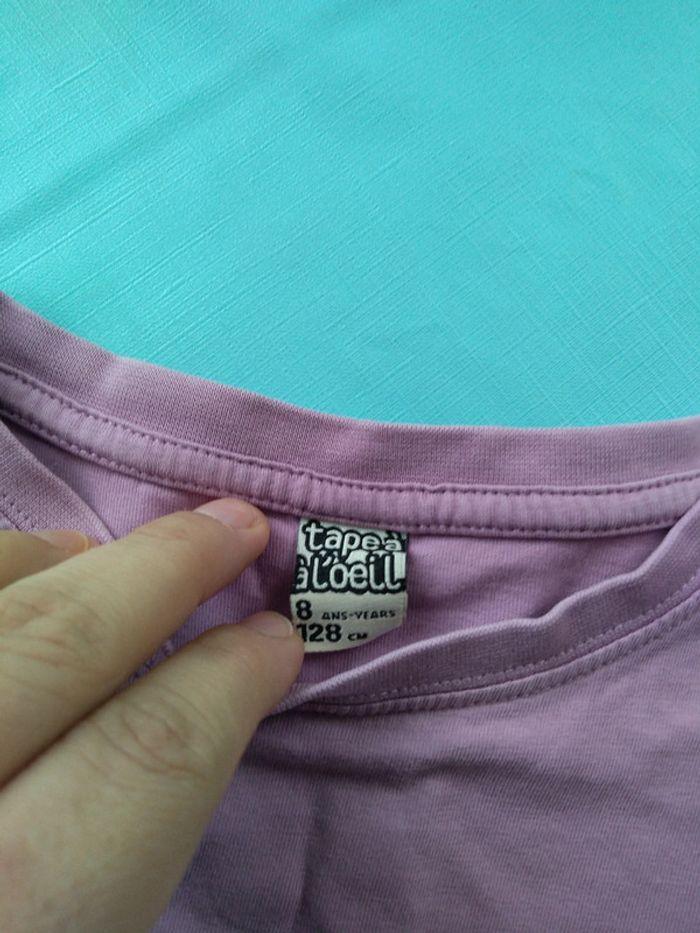 tape à
à l'oeil
8 ANS-YEARS
128 CM